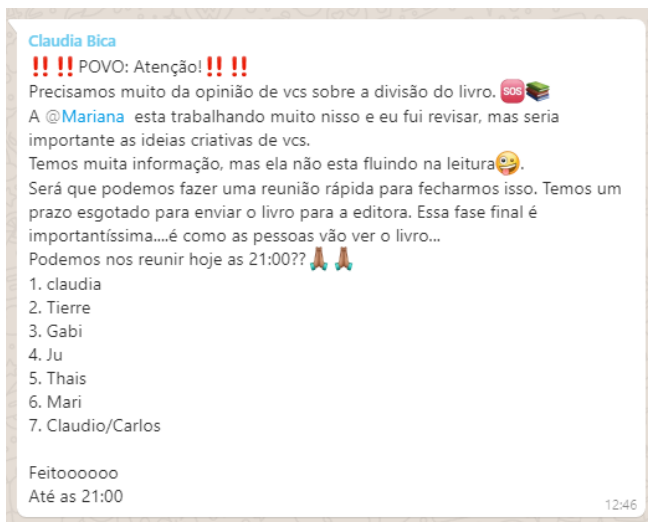 Claudia Bica
‼️ ‼️ POVO: Atenção! ‼️ ‼️
Precisamos muito da opinião de vcs sobre a divisão do livro. 🆘📚
A @Mariana esta trabalhando muito nisso e eu fui revisar, mas seria
importante as ideias criativas de vcs.
Temos muita informação, mas ela não esta fluindo na leitura🤪.
Será que podemos fazer uma reunião rápida para fecharmos isso. Temos um
prazo esgotado para enviar o livro para a editora. Essa fase final é
importantíssima....é como as pessoas vão ver o livro...
Podemos nos reunir hoje as 21:00?? 🙏🏽 🙏🏽
1. claudia
2. Tierre
3. Gabi
4. Ju
5. Thais
6. Mari
7. Claudio/Carlos
Feitoooooo
Até as 21:00
12:46